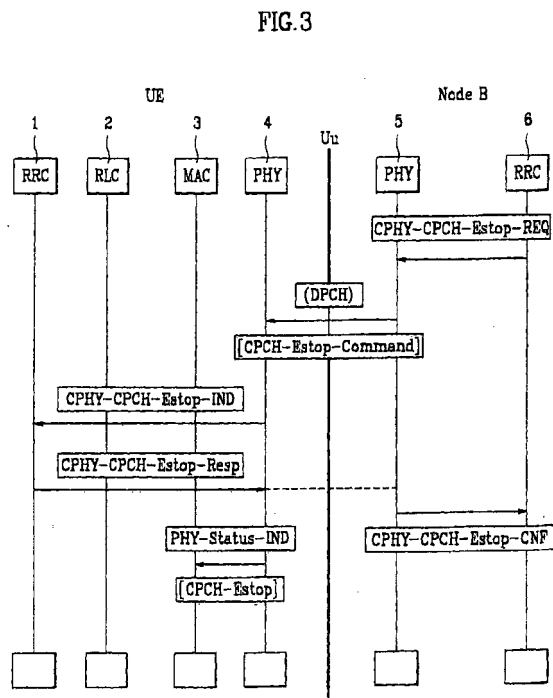 FIG.3
UE
Node B
1 2 3 4 Uu 5 6
RRC RLC MAC PHY PHY RRC
CPHY-CPCH-Estop-REQ
(DPCH)
[CPCH-Estop-Command]
CPHY-CPCH-Estop-IND
CPHY-CPCH-Estop-Resp
PHY-Status-IND
CPHY-CPCH-Estop-CNF
[CPCH-Estop]